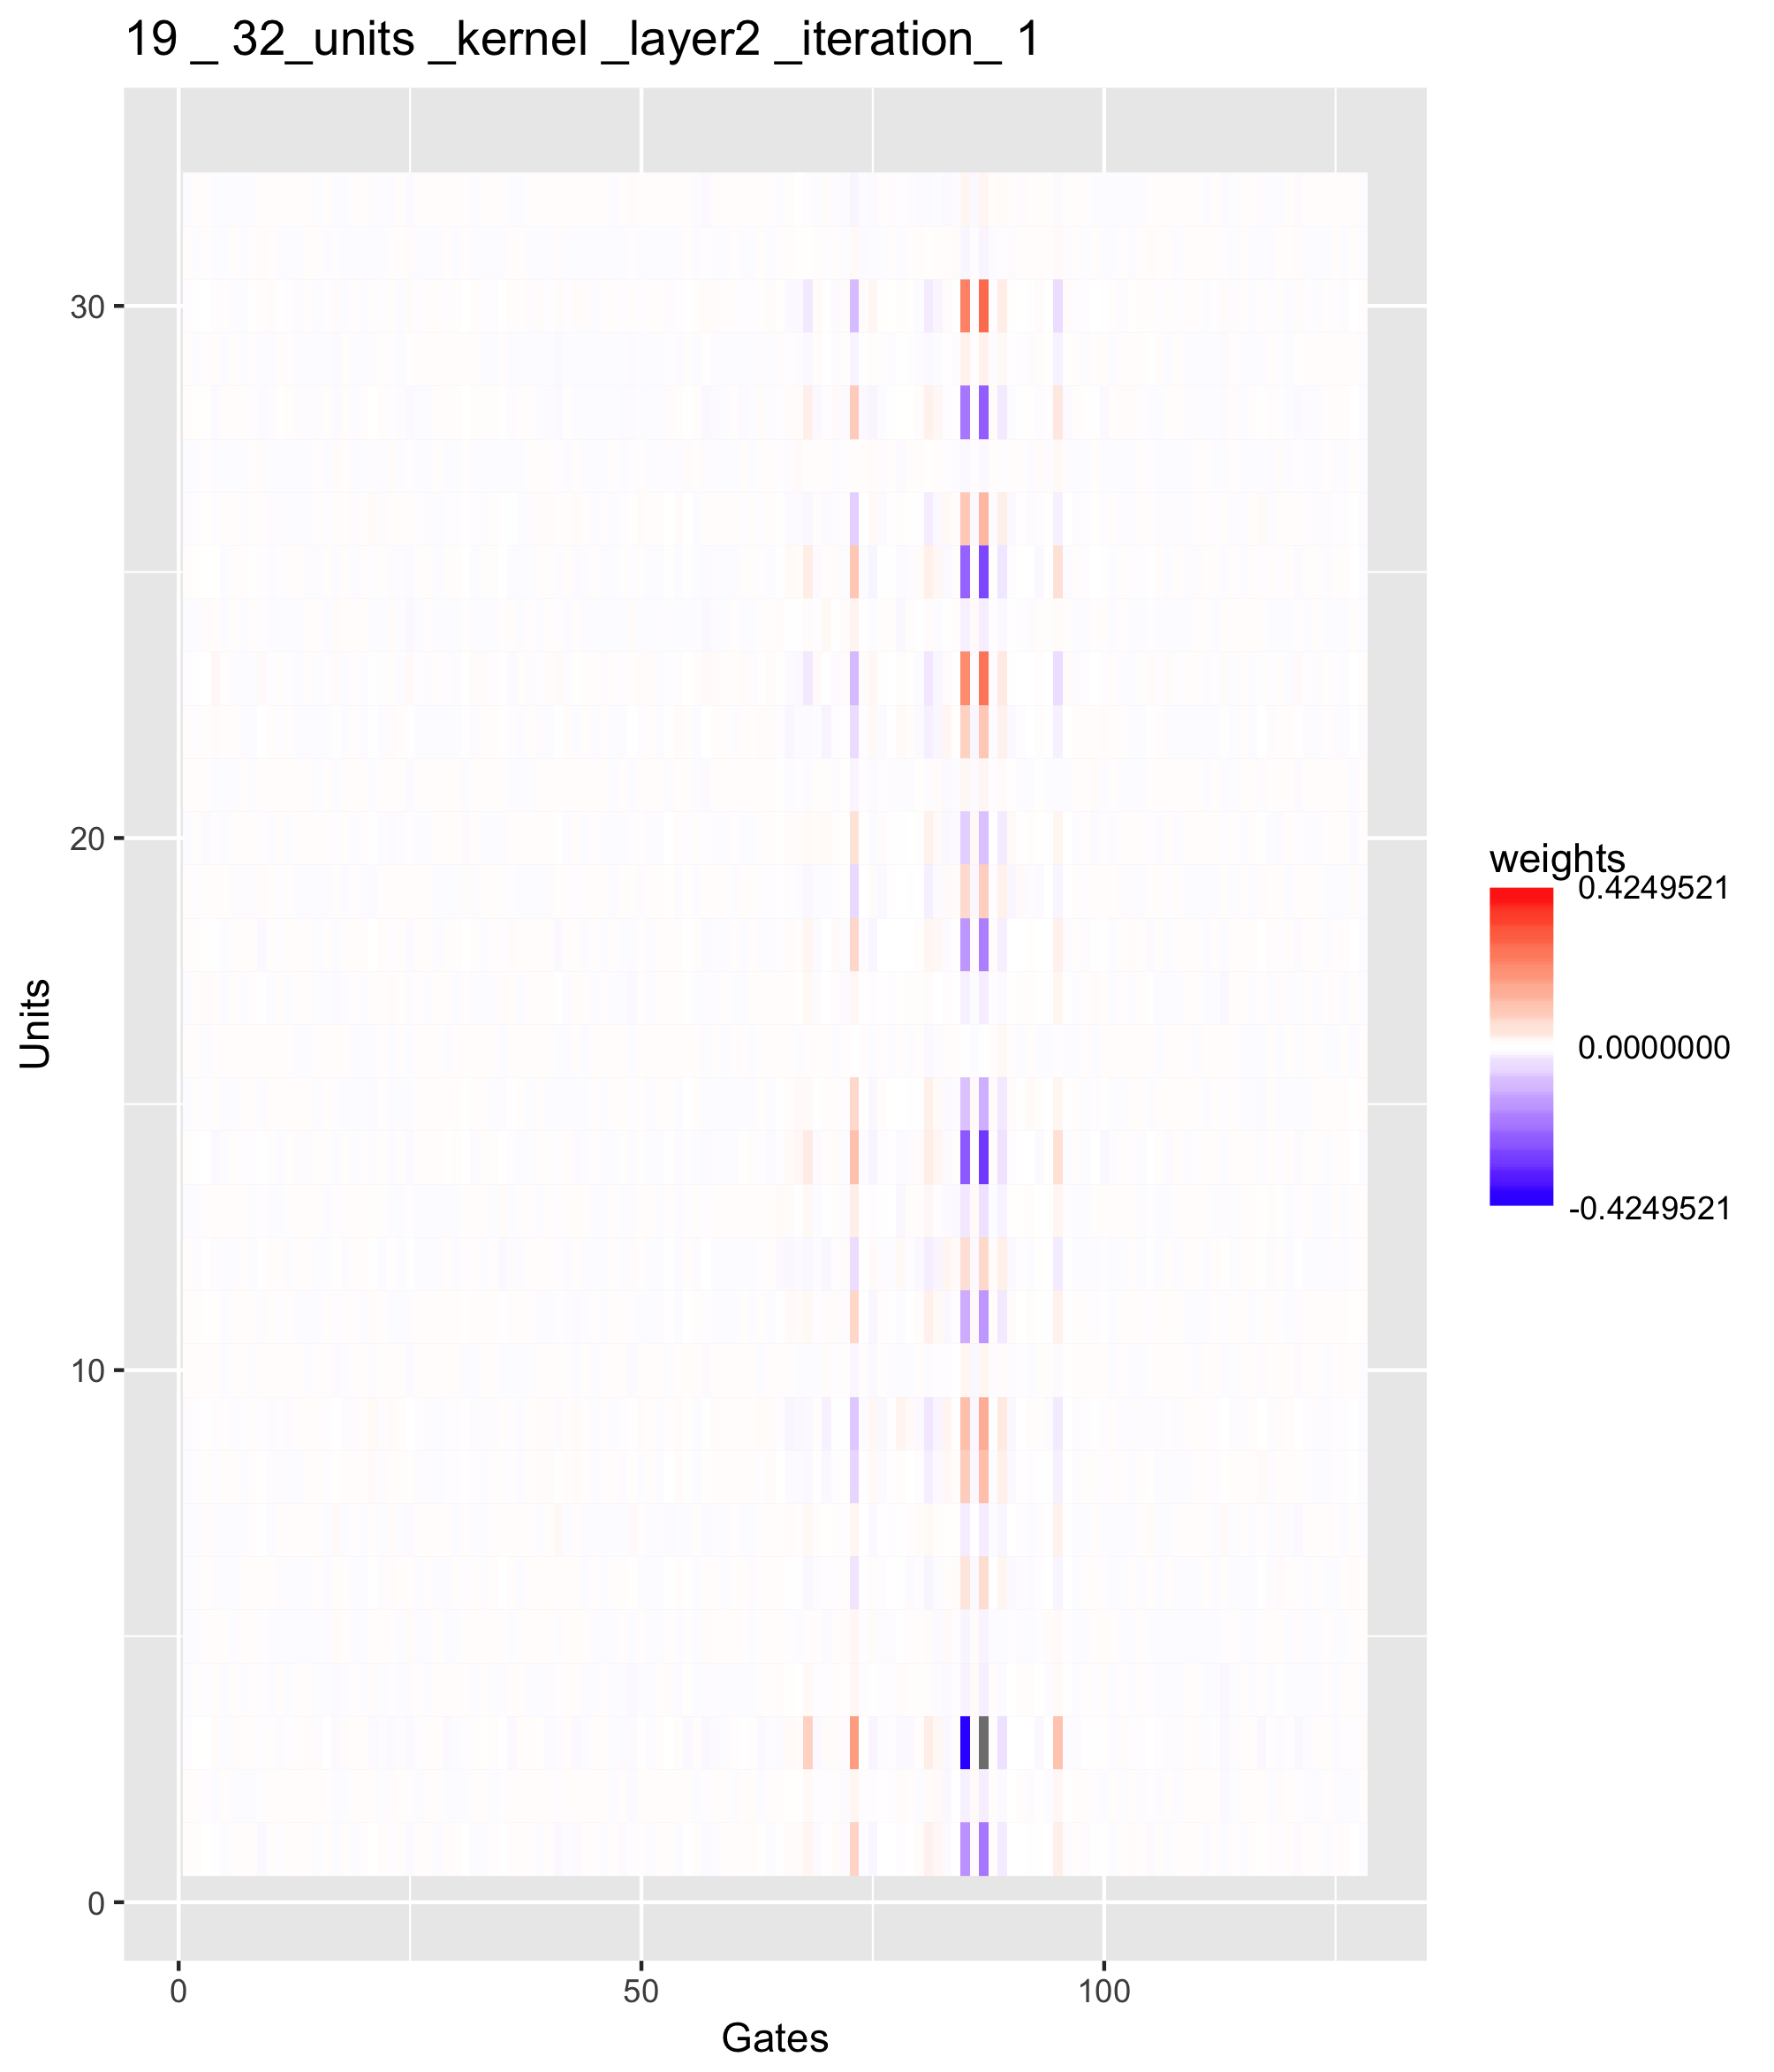 19 _ 32_units _kernel _layer2 _iteration_ 1
30
20
10
0
Units
0 50 100
Gates
weights
0.4249521
0.0000000
-0.4249521